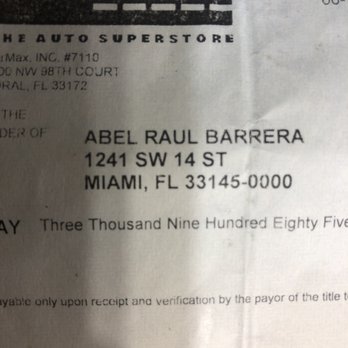 HE AUTO SUPERSTORE
rMax, INC. #7110
00 NW 98TH COURT
ORAL, FL 33172
THE
DER OF
ABEL RAUL BARRERA
1241 SW 14 ST
MIAMI, FL 33145-0000
AY Three Thousand Nine Hundred Eighty Five
ayable only upon receipt and verification by the payor of the title t